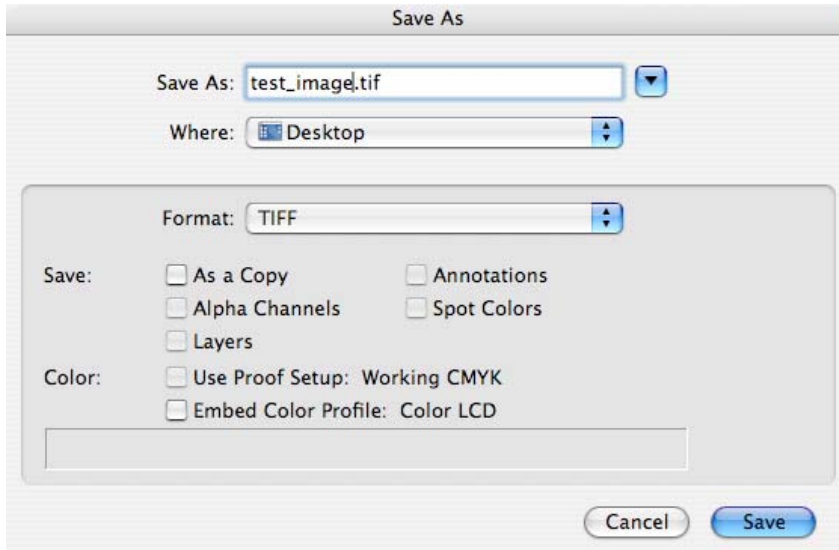 Save As
Save As: test_image.tif
Where: Desktop
Format: TIFF
Save: As a Copy Annotations
Alpha Channels Spot Colors
Layers
Color: Use Proof Setup: Working CMYK
Embed Color Profile: Color LCD
Cancel Save